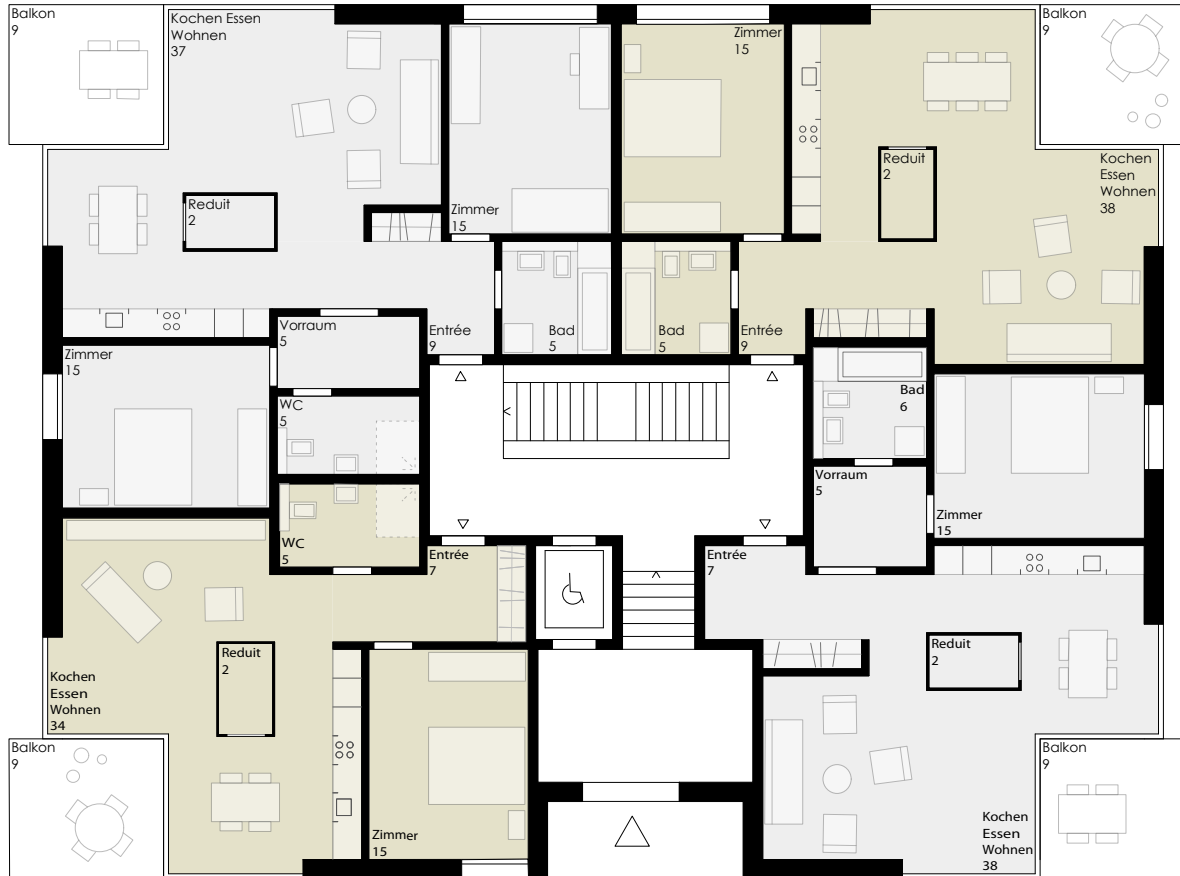 Balkon
9
Kochen Essen
Wohnen
37
Zimmer
15
Balkon
9
Kochen
Essen
Wohnen
38
Reduit
2
Reduit
2
Zimmer
15
Vorraum
5
Entrée
9
Bad
5
Bad
5
Entrée
9
Zimmer
15
WC
5
Bad
6
Vorraum
5
Zimmer
15
WC
5
Entrée
7
Entrée
7
Reduit
2
Reduit
2
Kochen
Essen
Wohnen
34
Balkon
9
Balkon
9
Zimmer
15
Kochen
Essen
Wohnen
38